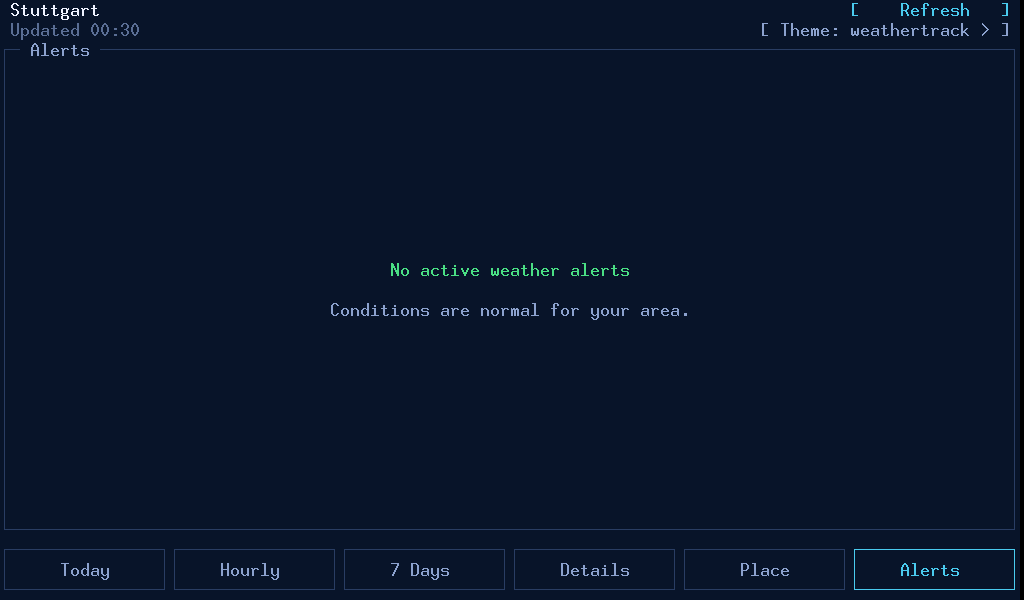 Stuttgart [ Refresh ]
Updated 00:30 [ Theme: weathertrack > ]
Alerts
No active weather alerts
Conditions are normal for your area.
Today Hourly 7 Days Details Place Alerts